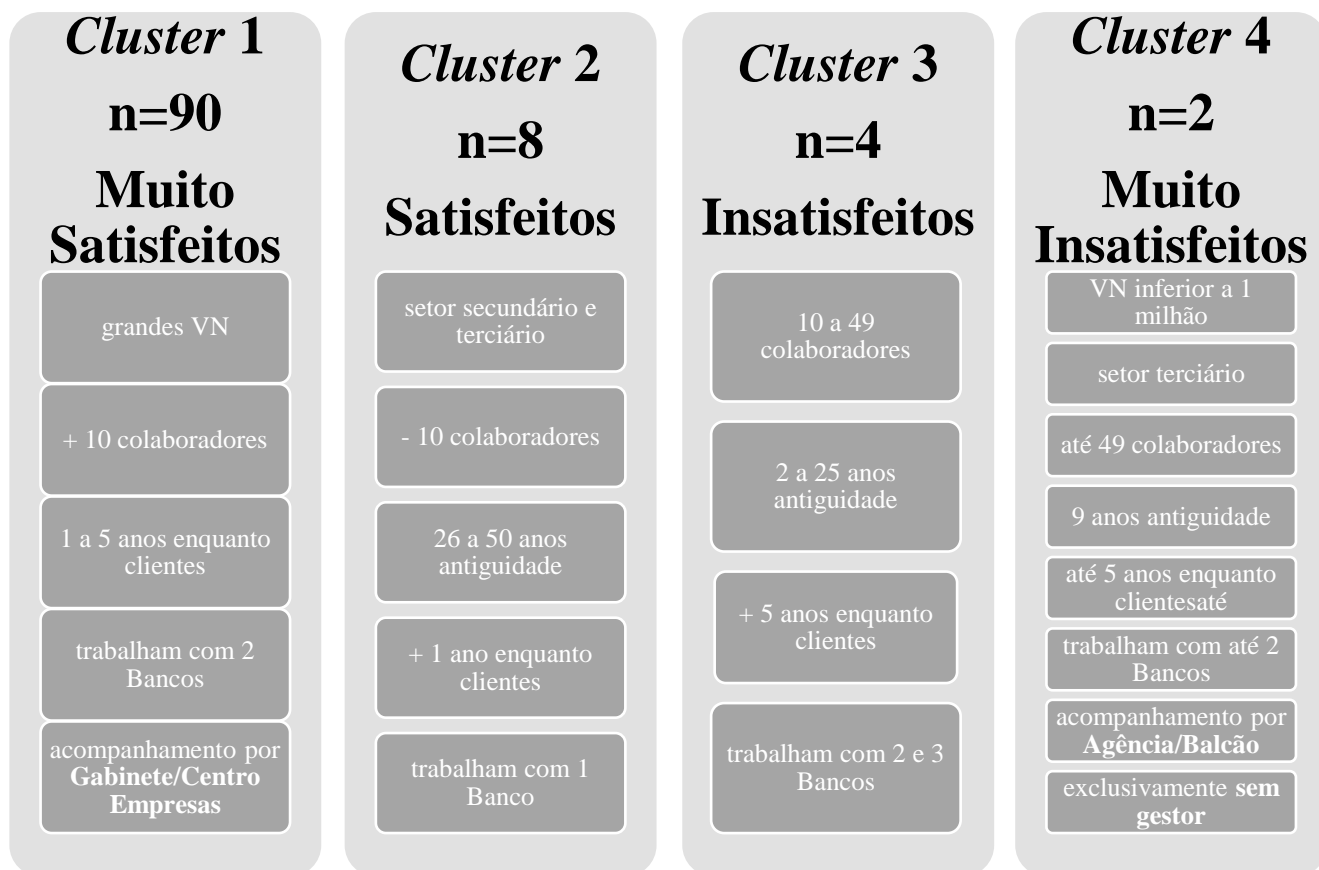 Cluster 1
n=90
Muito
Satisfeitos
grandes VN
+ 10 colaboradores
1 a 5 anos enquanto
clientes
trabalham com 2
Bancos
acompanhamento por
Gabinete/Centro
Empresas
Cluster 2
n=8
Satisfeitos
setor secundário e
terciário
- 10 colaboradores
26 a 50 anos
antiguidade
+ 1 ano enquanto
clientes
trabalham com 1
Banco
Cluster 3
n=4
Insatisfeitos
10 a 49
colaboradores
2 a 25 anos
antiguidade
+ 5 anos enquanto
clientes
trabalham com 2 e 3
Bancos
Cluster 4
n=2
Muito
Insatisfeitos
VN inferior a 1
milhão
setor terciário
até 49 colaboradores
9 anos antiguidade
até 5 anos enquanto
clientesaté
trabalham com até 2
Bancos
acompanhamento por
Agência/Balcão
exclusivamente sem
gestor